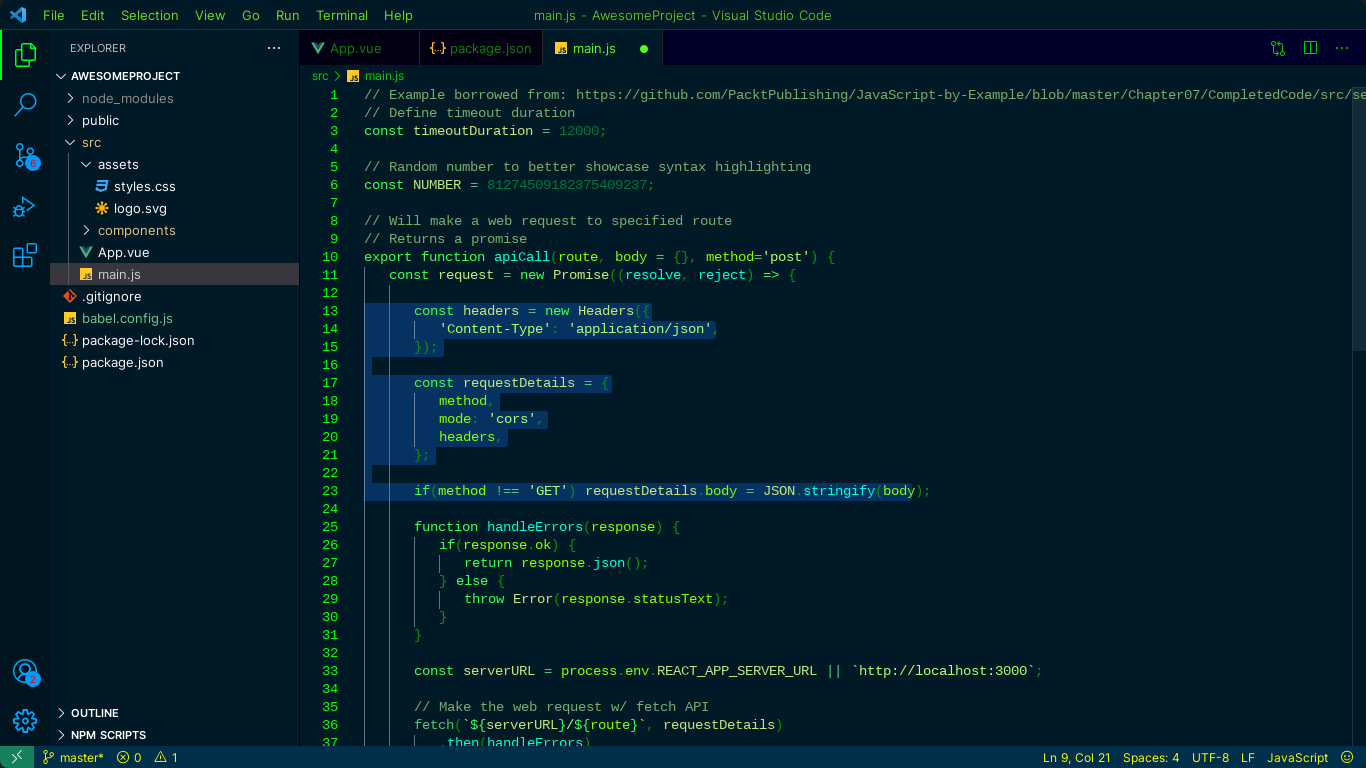 File Edit Selection View Go Run Terminal Help
main.js - AwesomeProject - Visual Studio Code
EXPLORER
AWESOMEPROJECT
node_modules
public
src
assets
styles.css
logo.svg
components
App.vue
main.js
.gitignore
babel.config.js
package-lock.json
package.json
OUTLINE
NPM SCRIPTS
6
2
App.vue
package.json
main.js
src > main.js
1 // Example borrowed from: https://github.com/PacktPublishing/JavaScript-by-Example/blob/master/Chapter07/CompletedCode/src/se
2 // Define timeout duration
3 const timeoutDuration = 12000;
4
5 // Random number to better showcase syntax highlighting
6 const NUMBER = 81274509182375409237;
7
8 // Will make a web request to specified route
9 // Returns a promise
10 export function apiCall(route, body = {}, method='post') {
11 const request = new Promise((resolve, reject) => {
12
13 const headers = new Headers({
14 'Content-Type': 'application/json',
15 });
16
17 const requestDetails = {
18 method,
19 mode: 'cors',
20 headers,
21 };
22
23 if(method !== 'GET') requestDetails.body = JSON.stringify(body);
24
25 function handleErrors(response) {
26 if(response.ok) {
27 return response.json();
28 } else {
29 throw Error(response.statusText);
30 }
31 }
32
33 const serverURL = process.env.REACT_APP_SERVER_URL || `http://localhost:3000`;
34
35 // Make the web request w/ fetch API
36 fetch(`${serverURL}/${route}`, requestDetails)
37 .then(handleErrors)
master* 0 1
Ln 9, Col 21 Spaces: 4 UTF-8 LF JavaScript